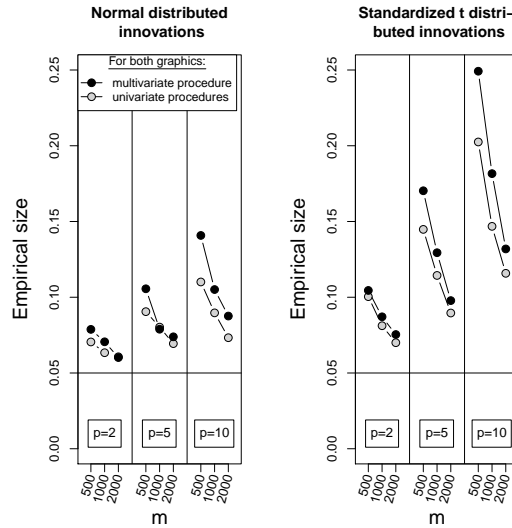 Normal distributed
innovations
For both graphics:
multivariate procedure
univariate procedures
Empirical size
0.25
0.20
0.15
0.10
0.05
0.00
p=2
p=5
p=10
500
1000
2000
500
1000
2000
500
1000
2000
m
Standardized t distri-
buted innovations
Empirical size
0.25
0.20
0.15
0.10
0.05
0.00
p=2
p=5
p=10
500
1000
2000
500
1000
2000
500
1000
2000
m